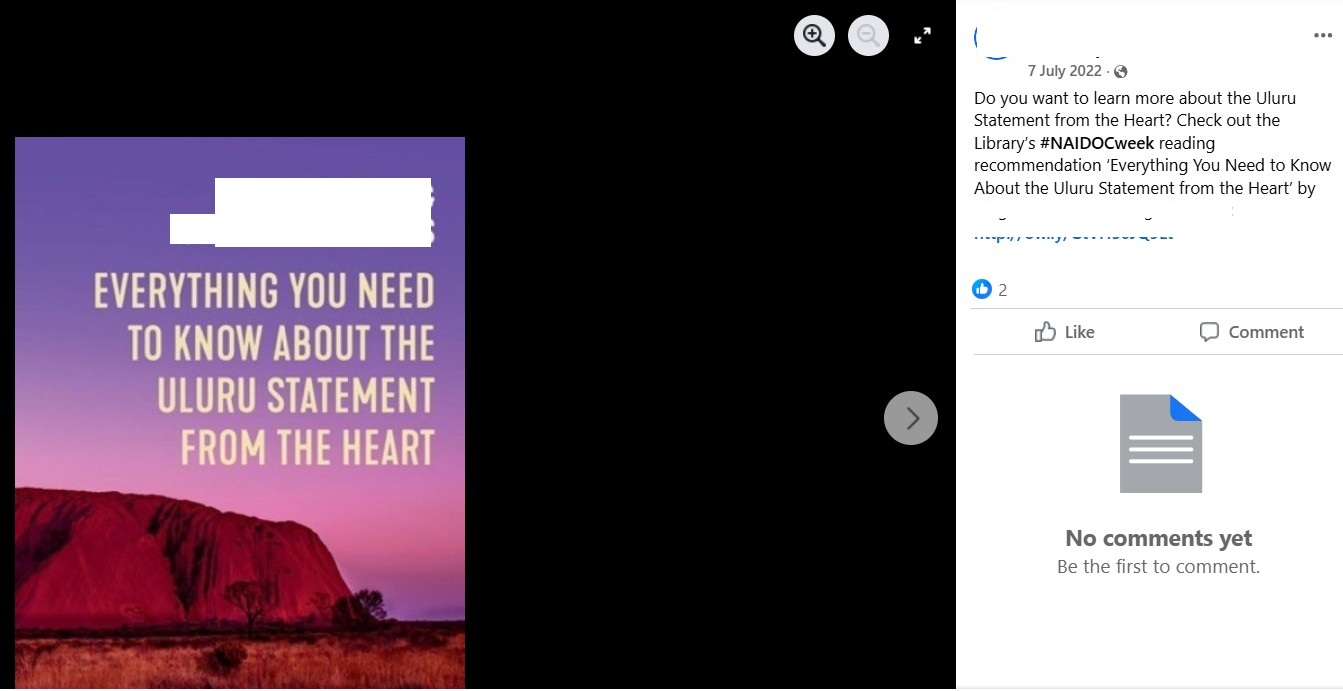 EVERYTHING YOU NEED
TO KNOW ABOUT THE
ULURU STATEMENT
FROM THE HEART
7 July 2022 ·
Do you want to learn more about the Uluru
Statement from the Heart? Check out the
Library's #NAIDOCweek reading
recommendation 'Everything You Need to Know
About the Uluru Statement from the Heart' by
2
Like Comment
No comments yet
Be the first to comment.